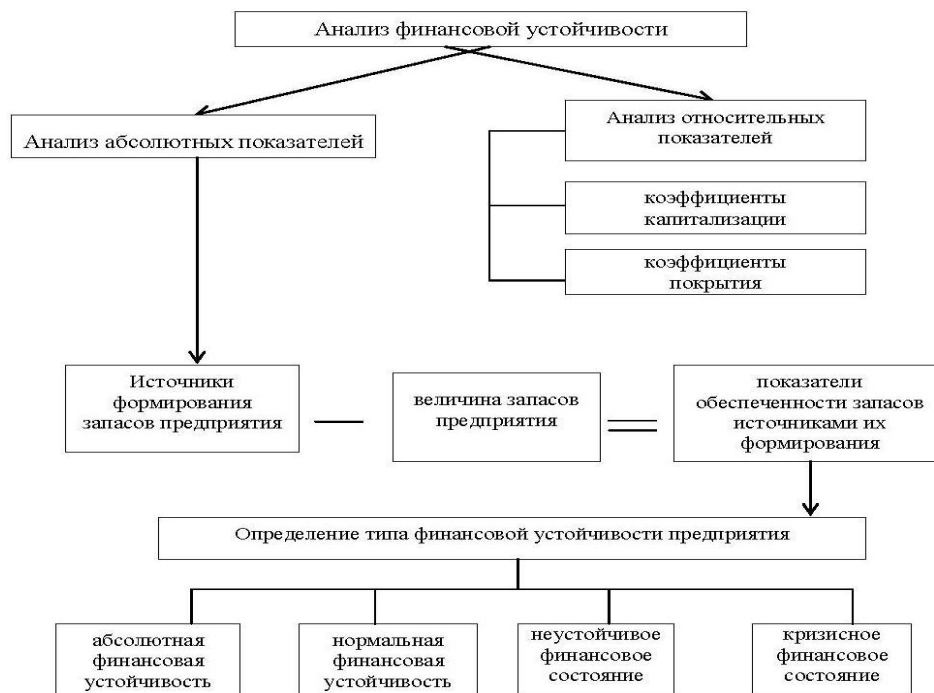 Анализ финансовой устойчивости
Анализ абсолютных показателей
Анализ относительных
показателей
коэффициенты
капитализации
коэффициенты
покрытия
Источники
формирования
запасов предприятия
величина запасов
предприятия
показатели
обеспеченности запасов
источниками их
формирования
Определение типа финансовой устойчивости предприятия
абсолютная
финансовая
устойчивость
нормальная
финансовая
устойчивость
неустойчивое
финансовое
состояние
кризисное
финансовое
состояние